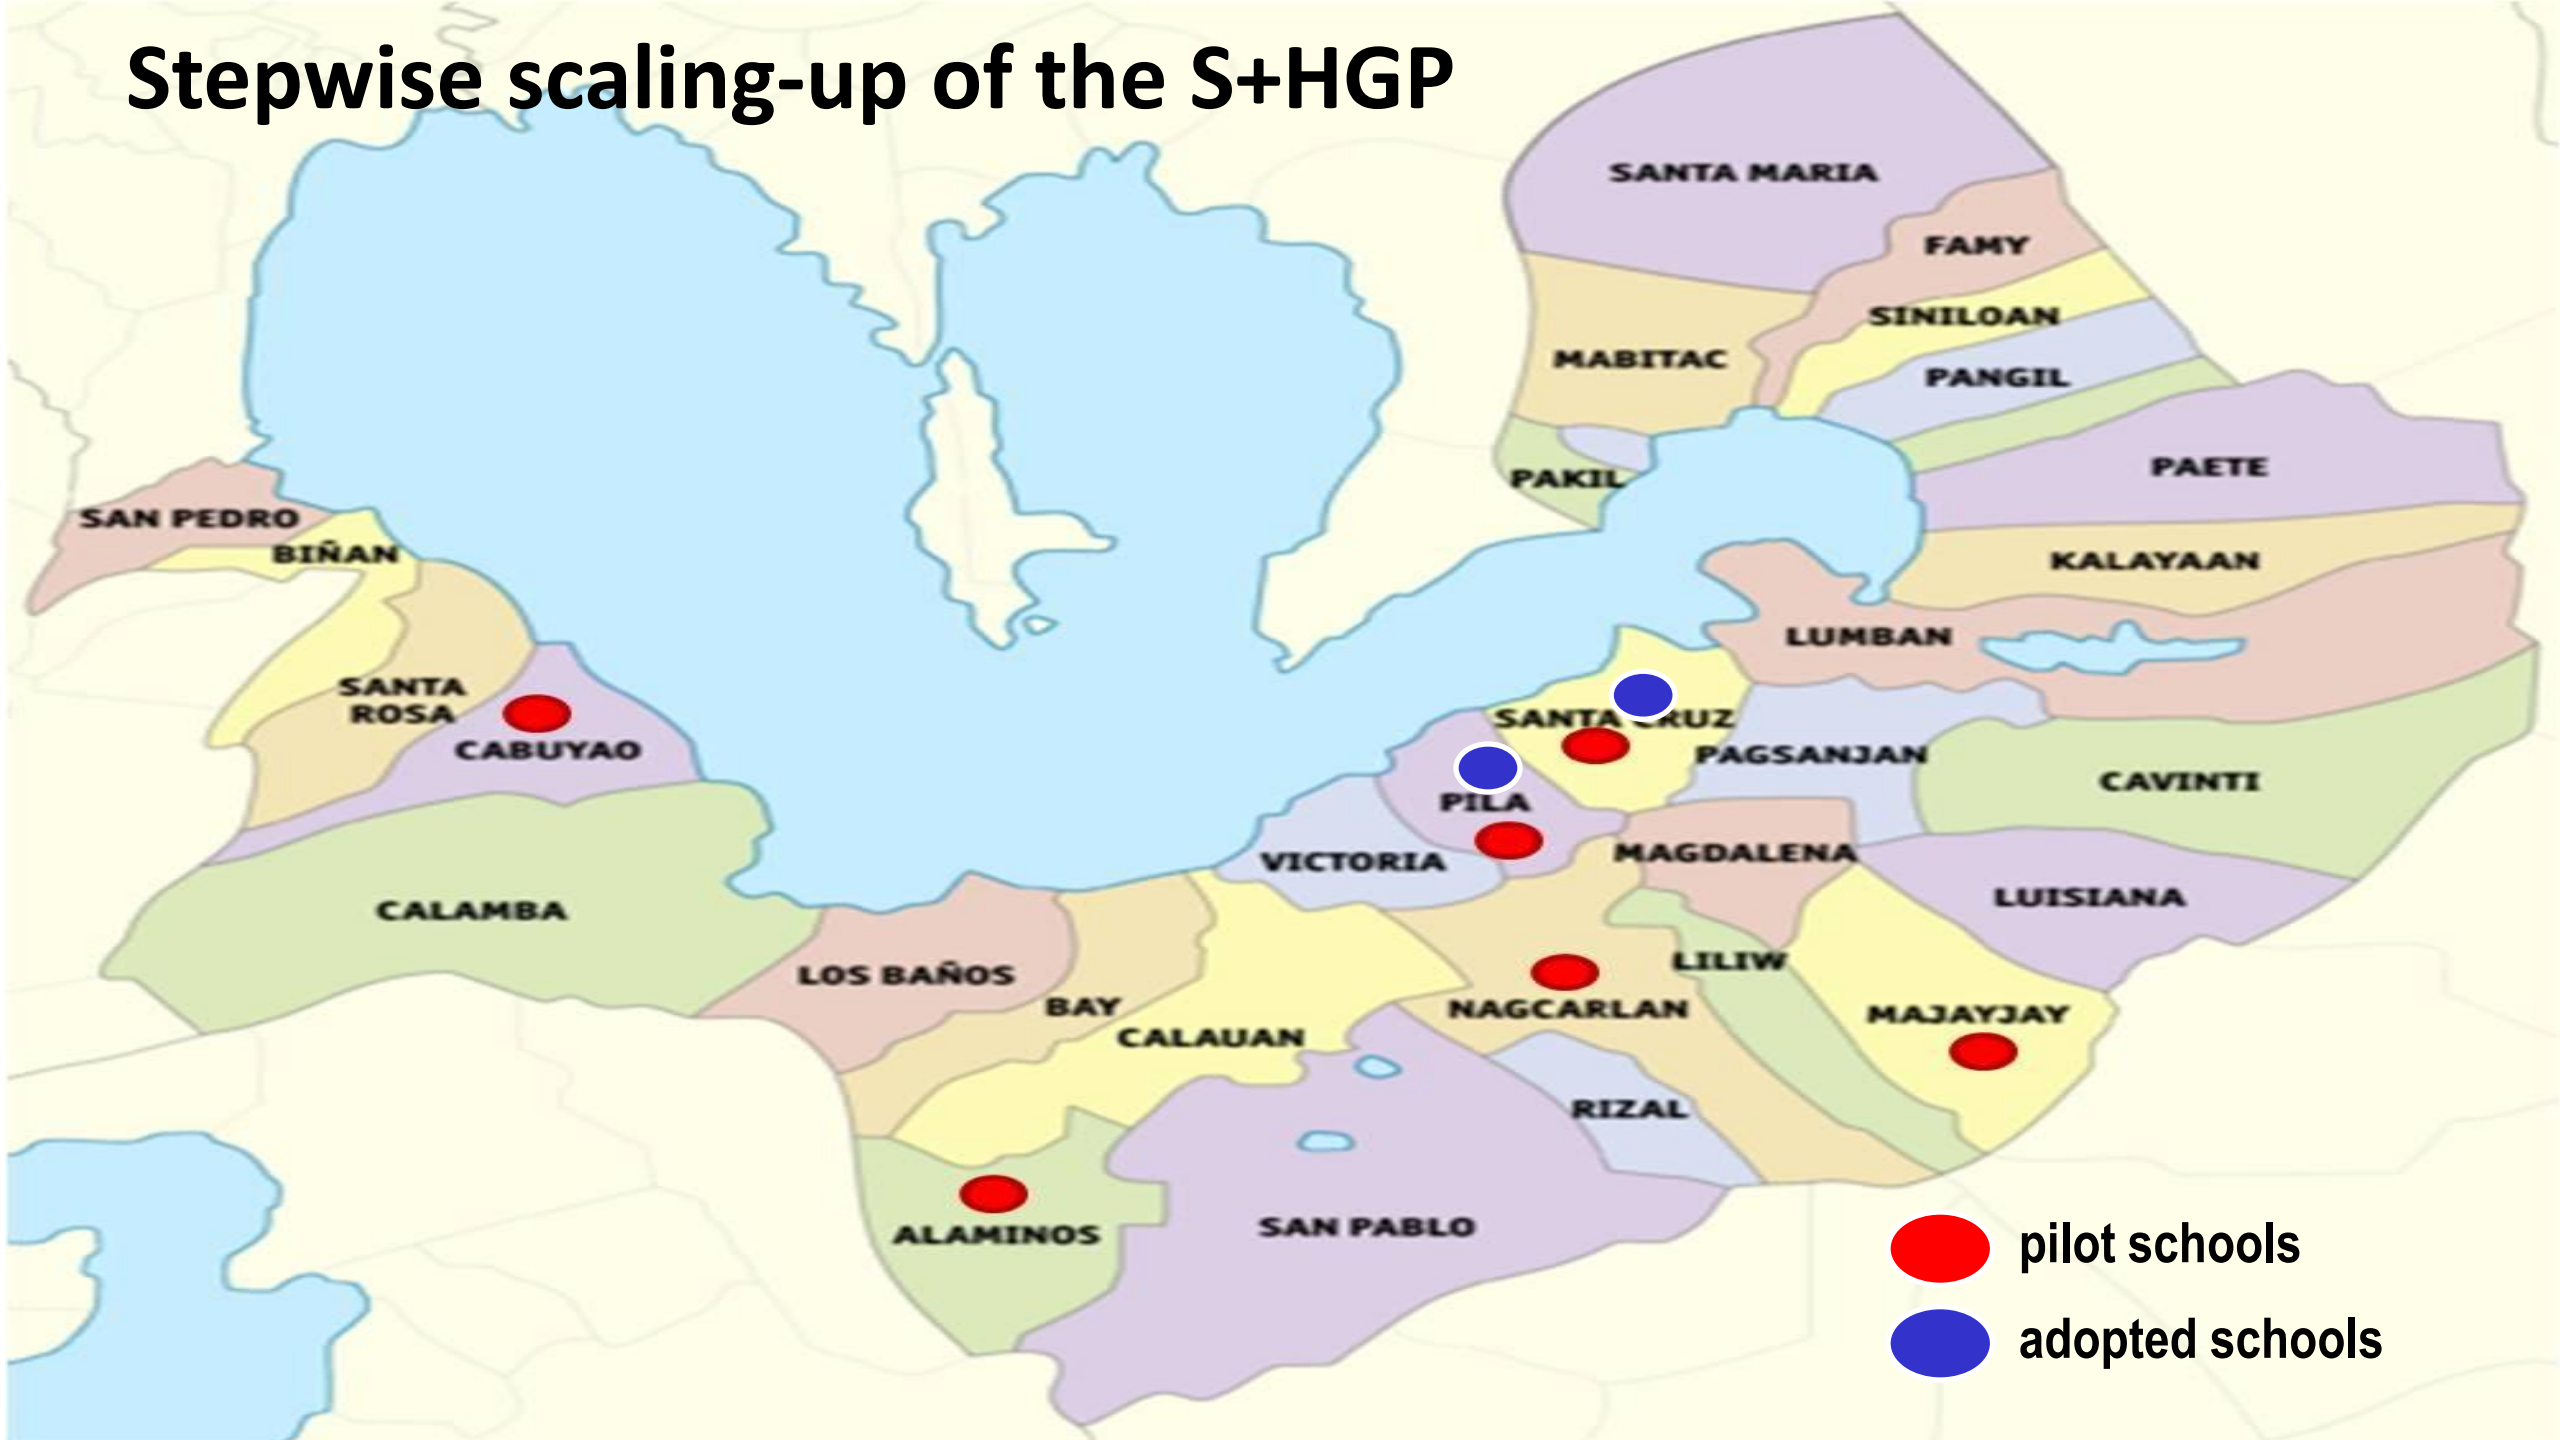 Stepwise scaling-up of the S+HGP
SANTA MARIA
FAMY
SINILOAN
MABITAC
PANGIL
PAKIL
PAETE
SAN PEDRO
BIÑAN
KALAYAAN
LUMBAN
SANTA
ROSA
CABUYAO
SANTA CRUZ
PAGSANJAN
CAVINTI
PILA
VICTORIA
MAGDALENA
LUISIANA
CALAMBA
LOS BAÑOS
LILIW
BAY
NAGCARLAN
MAJAYJAY
CALAUAN
RIZAL
ALAMINOS
SAN PABLO
pilot schools
adopted schools